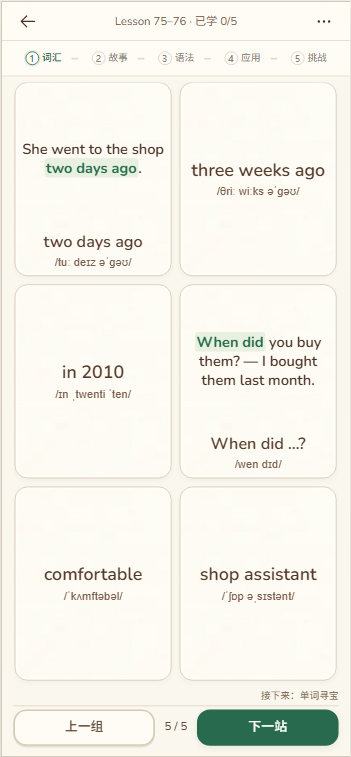 Lesson 75–76 · 已学 0/5
1 词汇 – 2 故事 – 3 语法 – 4 应用 – 5 挑战
She went to the shop
two days ago.
two days ago
/tuː deɪz əˈɡəʊ/
three weeks ago
/θriː wiːks əˈɡəʊ/
in 2010
/ɪn ˌtwenti ˈten/
When did you buy
them? — I bought
them last month.
When did ...?
/wen dɪd/
comfortable
/ˈkʌmftəbəl/
shop assistant
/ˈʃɒp əˌsɪstənt/
接下来：单词寻宝
上一组
5 / 5
下一站